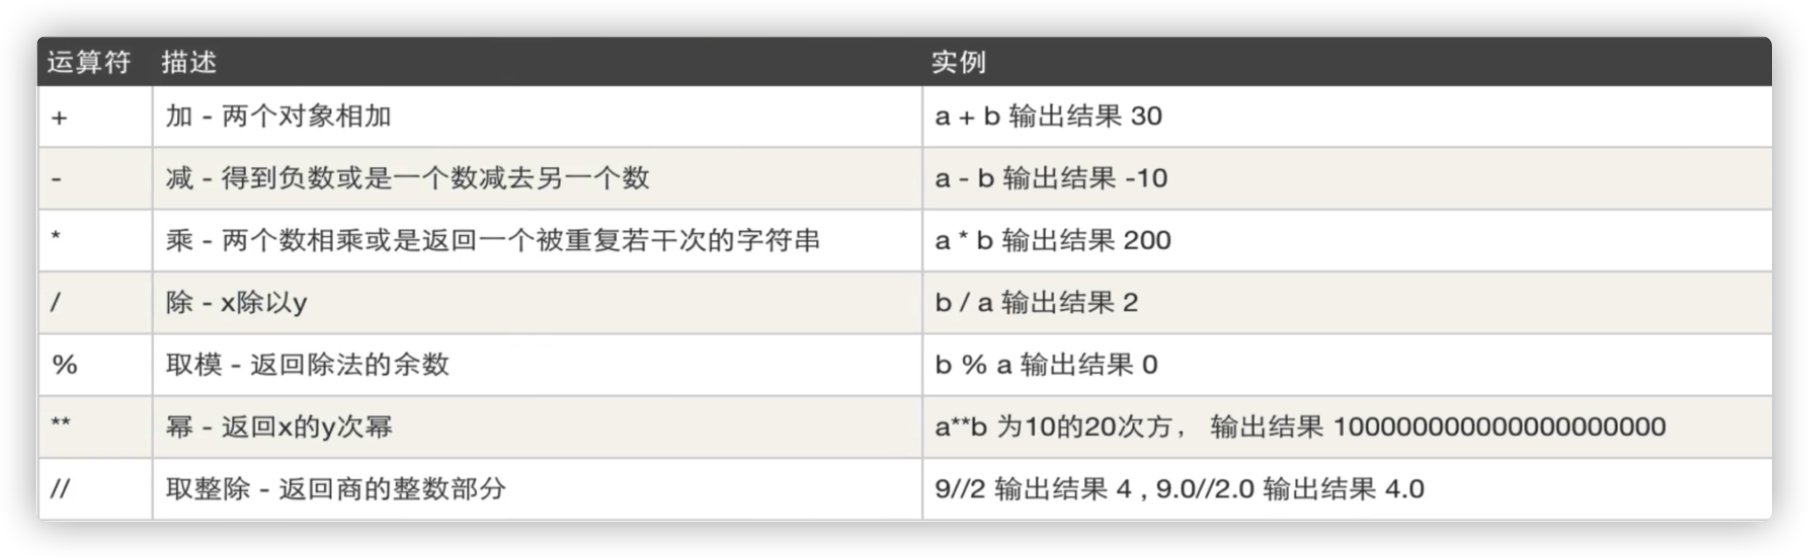 运算符 描述 实例
+ 加 - 两个对象相加 a + b 输出结果 30
- 减 - 得到负数或是一个数减去另一个数 a - b 输出结果 -10
* 乘 - 两个数相乘或是返回一个被重复若干次的字符串 a * b 输出结果 200
/ 除 - x除以y b / a 输出结果 2
% 取模 - 返回除法的余数 b % a 输出结果 0
** 幂 - 返回x的y次幂 a**b 为10的20次方， 输出结果 100000000000000000000
// 取整除 - 返回商的整数部分 9//2 输出结果 4 , 9.0//2.0 输出结果 4.0